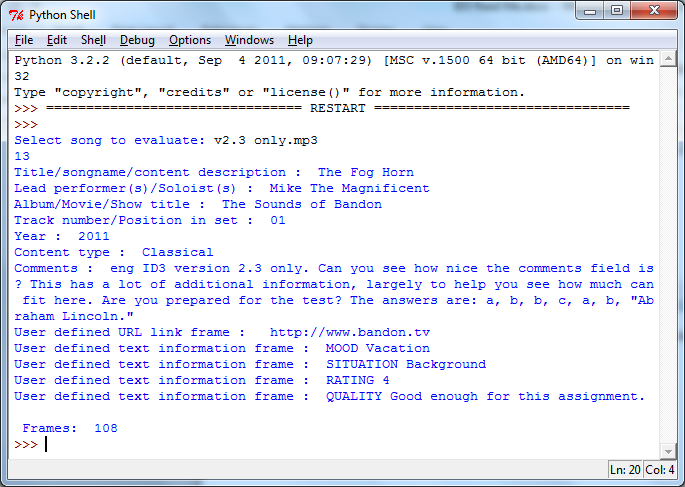 Python Shell
File Edit Shell Debug Options Windows Help
Python 3.2.2 (default, Sep  4 2011, 09:07:29) [MSC v.1500 64 bit (AMD64)] on win
32
Type "copyright", "credits" or "license()" for more information.
>>> ================================ RESTART ================================
>>>
Select song to evaluate: v2.3 only.mp3
13
Title/songname/content description :  The Fog Horn
Lead performer(s)/Soloist(s) :  Mike The Magnificent
Album/Movie/Show title :  The Sounds of Bandon
Track number/Position in set :  01
Year :  2011
Content type :  Classical
Comments :  eng ID3 version 2.3 only. Can you see how nice the comments field is
? This has a lot of additional information, largely to help you see how much can
 fit here. Are you prepared for the test? The answers are: a, b, b, c, a, b, "Ab
raham Lincoln."
User defined URL link frame :   http://www.bandon.tv
User defined text information frame :  MOOD Vacation
User defined text information frame :  SITUATION Background
User defined text information frame :  RATING 4
User defined text information frame :  QUALITY Good enough for this assignment.
 Frames:  108
>>>
Ln: 20 Col: 4